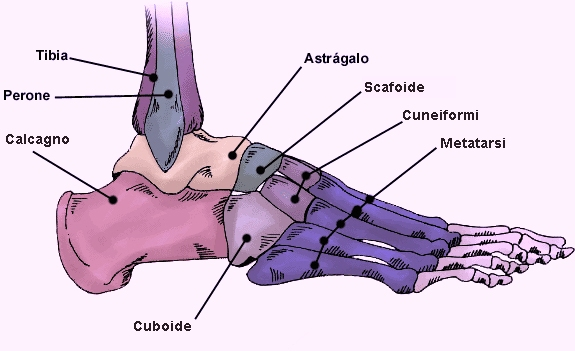 Tibia
Astrágalo
Scafoide
Perone
Cuneiformi
Calcagno
Metatarsi
Cuboide